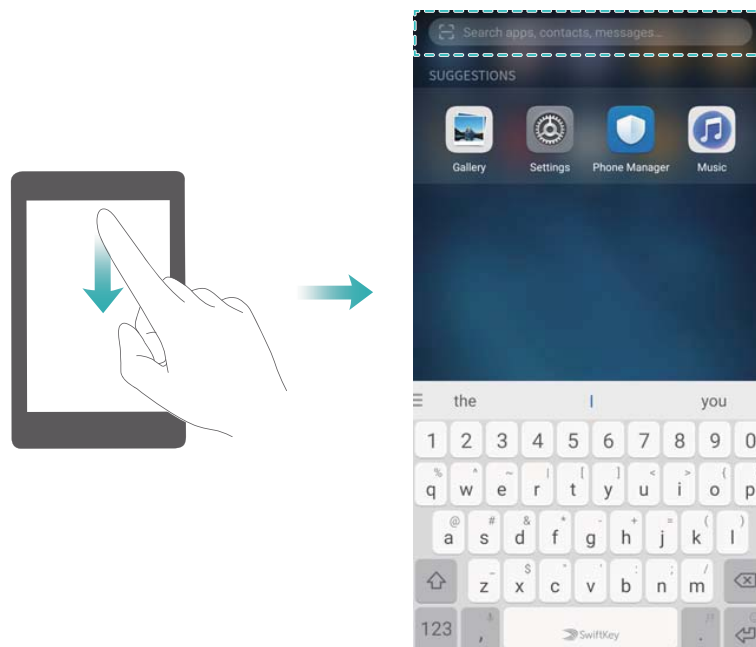 Search apps, contacts, messages...
SUGGESTIONS
Gallery Settings Phone Manager Music
the I you
1 2 3 4 5 6 7 8 9 0
% ^ ~ | [ ] < > {
q w e r t y u i o p
@ # & * - + = ( )
a s d f g h j k l
_ $ " ' : ; /
z x c v b n m
123 , SwiftKey .